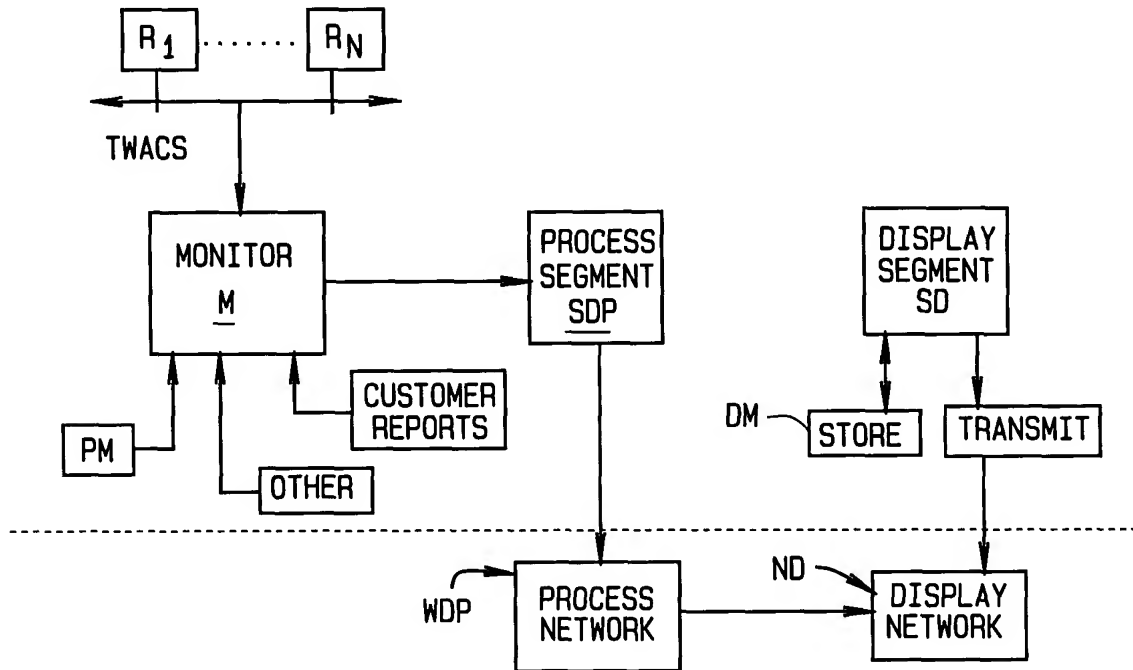 R1 ........ RN
TWACS
MONITOR
M
PROCESS
SEGMENT
SDP
DISPLAY
SEGMENT
SD
CUSTOMER
REPORTS
PM
OTHER
DM
STORE
TRANSMIT
WDP
PROCESS
NETWORK
ND
DISPLAY
NETWORK